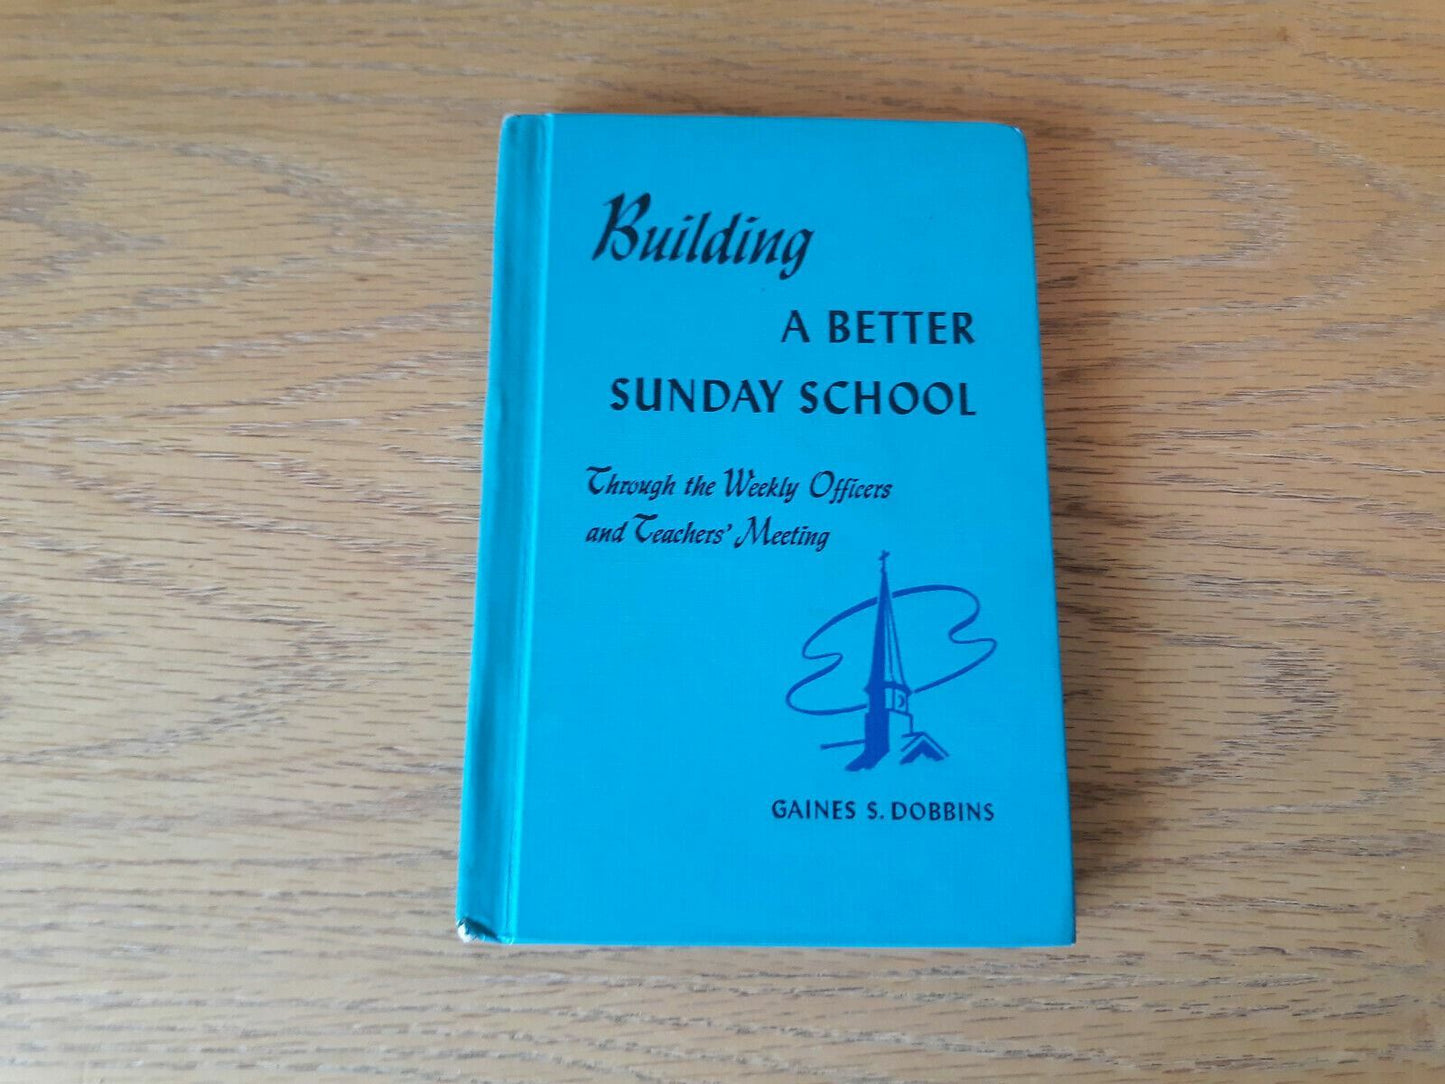 Building
A BETTER
SUNDAY SCHOOL
Through the Weekly Officers
and Teachers' Meeting
GAINES S. DOBBINS